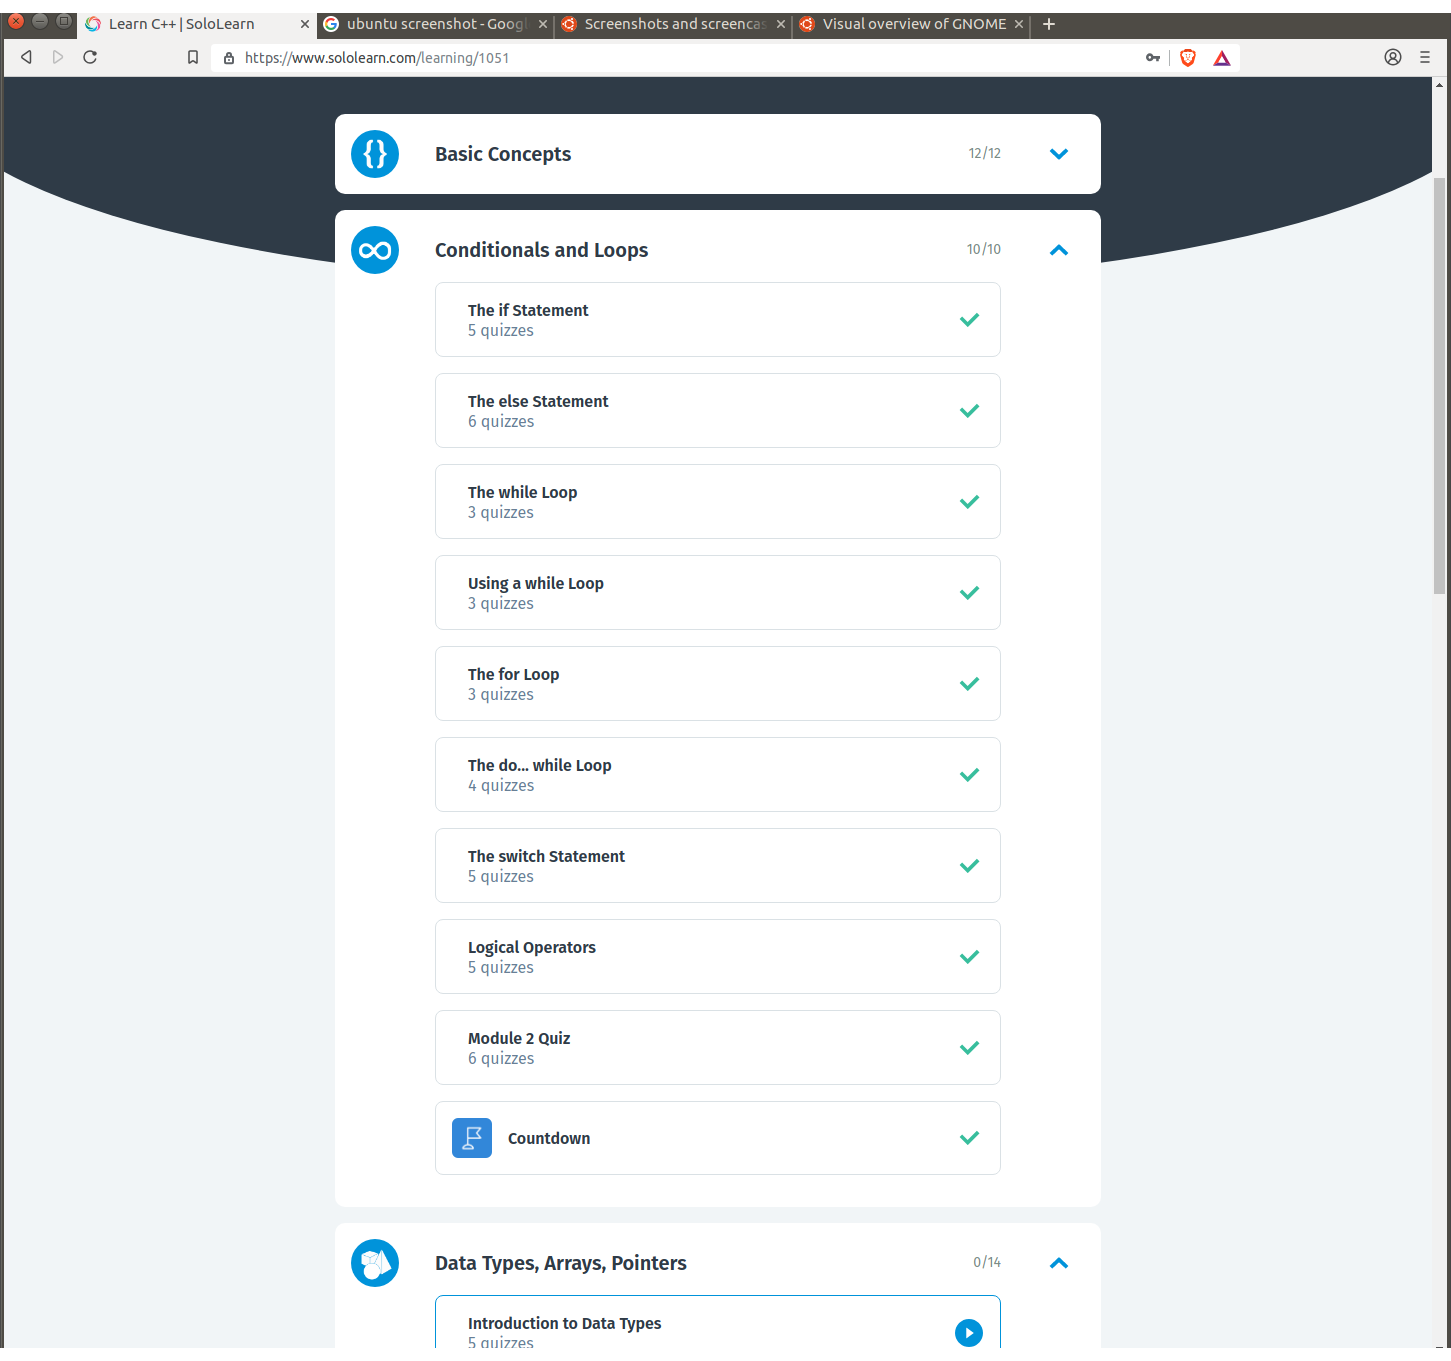 Learn C++ | SoloLearn
ubuntu screenshot - Googl
Screenshots and screencas
Visual overview of GNOME
https://www.sololearn.com/learning/1051
Basic Concepts
12/12
Conditionals and Loops
10/10
The if Statement
5 quizzes
The else Statement
6 quizzes
The while Loop
3 quizzes
Using a while Loop
3 quizzes
The for Loop
3 quizzes
The do... while Loop
4 quizzes
The switch Statement
5 quizzes
Logical Operators
5 quizzes
Module 2 Quiz
6 quizzes
Countdown
Data Types, Arrays, Pointers
0/14
Introduction to Data Types
5 quizzes